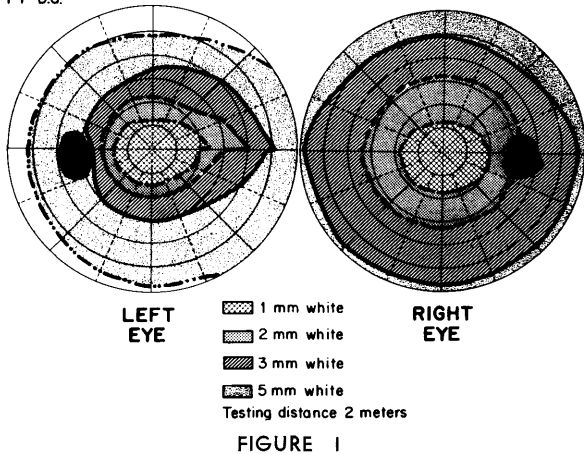 LEFT
EYE
RIGHT
EYE
1 mm white
2 mm white
3 mm white
5 mm white
Testing distance 2 meters
FIGURE I